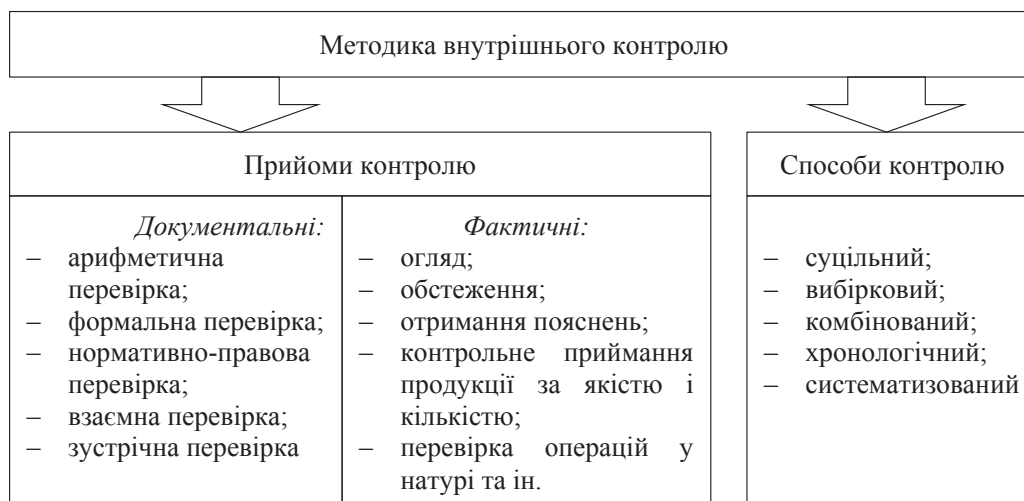 Методика внутрішнього контролю
Прийоми контролю
Документальні:
– арифметична
перевірка;
– формальна перевірка;
– нормативно-правова
перевірка;
– взаємна перевірка;
– зустрічна перевірка
Фактичні:
– огляд;
– обстеження;
– отримання пояснень;
– контрольне приймання
продукції за якістю і
кількістю;
– перевірка операцій у
натурі та ін.
Способи контролю
– суцільний;
– вибірковий;
– комбінований;
– хронологічний;
– систематизований